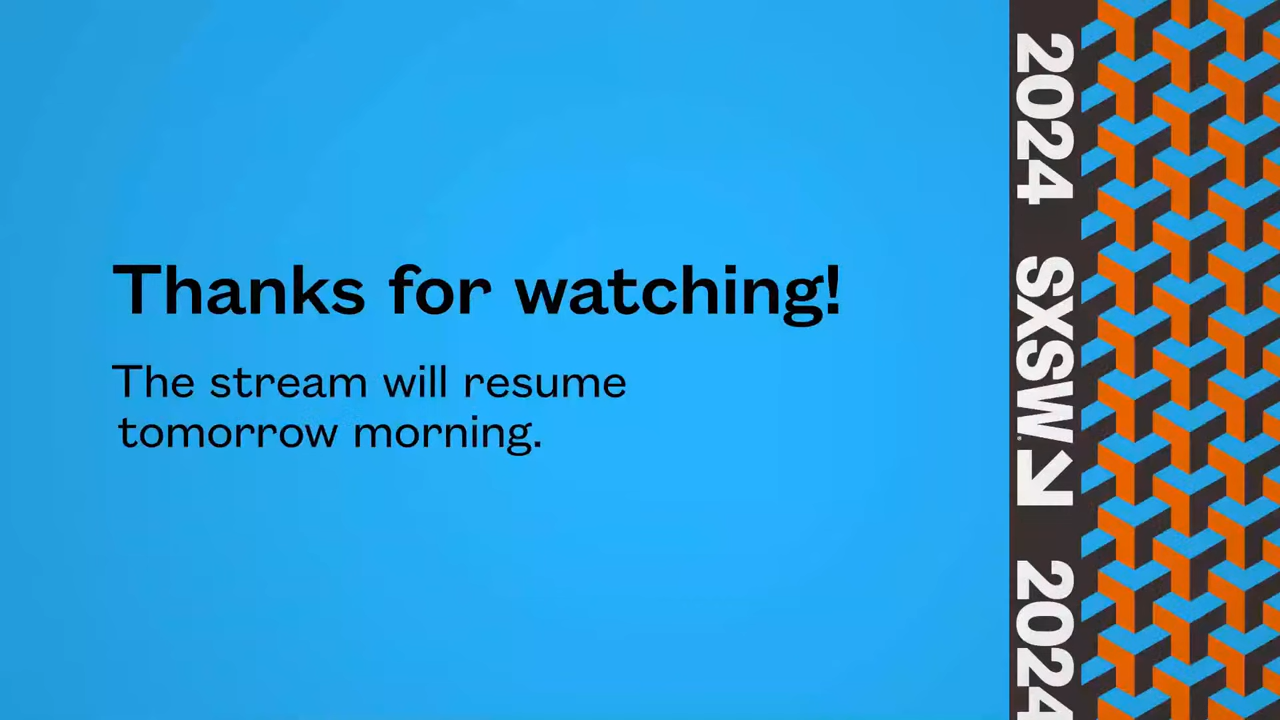 Thanks for watching!
The stream will resume
tomorrow morning.
2024
SXSW
2024